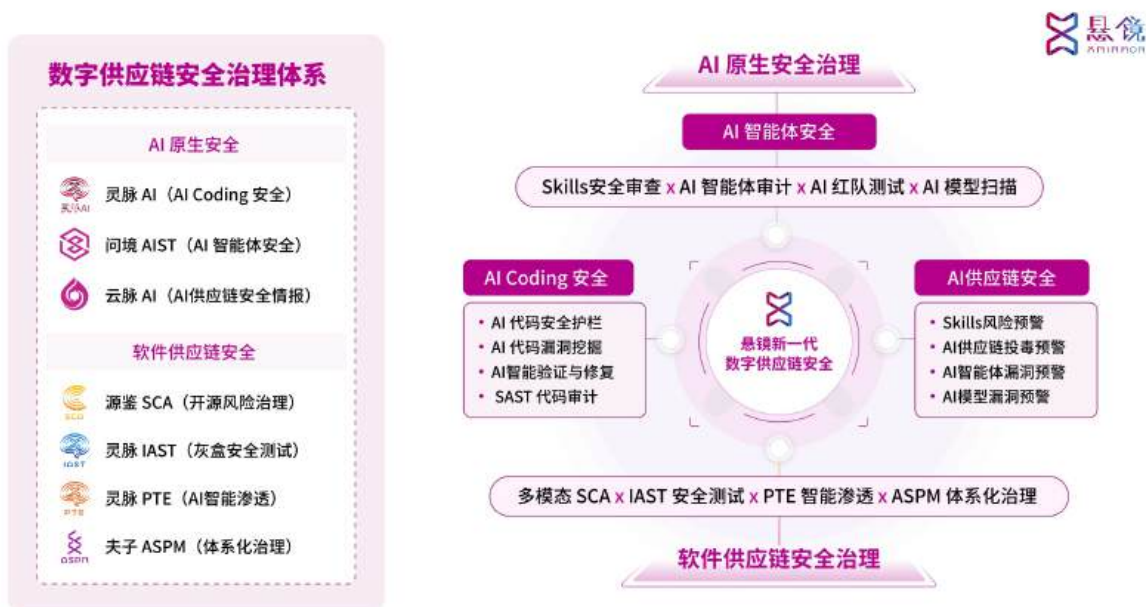 悬镜
XMIRROR
数字供应链安全治理体系
AI 原生安全
灵脉AI
灵脉 AI（AI Coding 安全）
问境 AIST（AI 智能体安全）
云脉 AI（AI供应链安全情报）
软件供应链安全
SCA
源鉴 SCA（开源风险治理）
IAST
灵脉 IAST（灰盒安全测试）
PTE
灵脉 PTE（AI智能渗透）
ASPM
夫子 ASPM（体系化治理）
AI 原生安全治理
AI 智能体安全
Skills安全审查 x AI 智能体审计 x AI 红队测试 x AI 模型扫描
AI Coding 安全
• AI 代码安全护栏
• AI 代码漏洞挖掘
• AI智能验证与修复
• SAST 代码审计
悬镜新一代
数字供应链安全
AI供应链安全
• Skills风险预警
• AI供应链投毒预警
• AI智能体漏洞预警
• AI模型漏洞预警
多模态 SCA x IAST 安全测试 x PTE 智能渗透 x ASPM 体系化治理
软件供应链安全治理